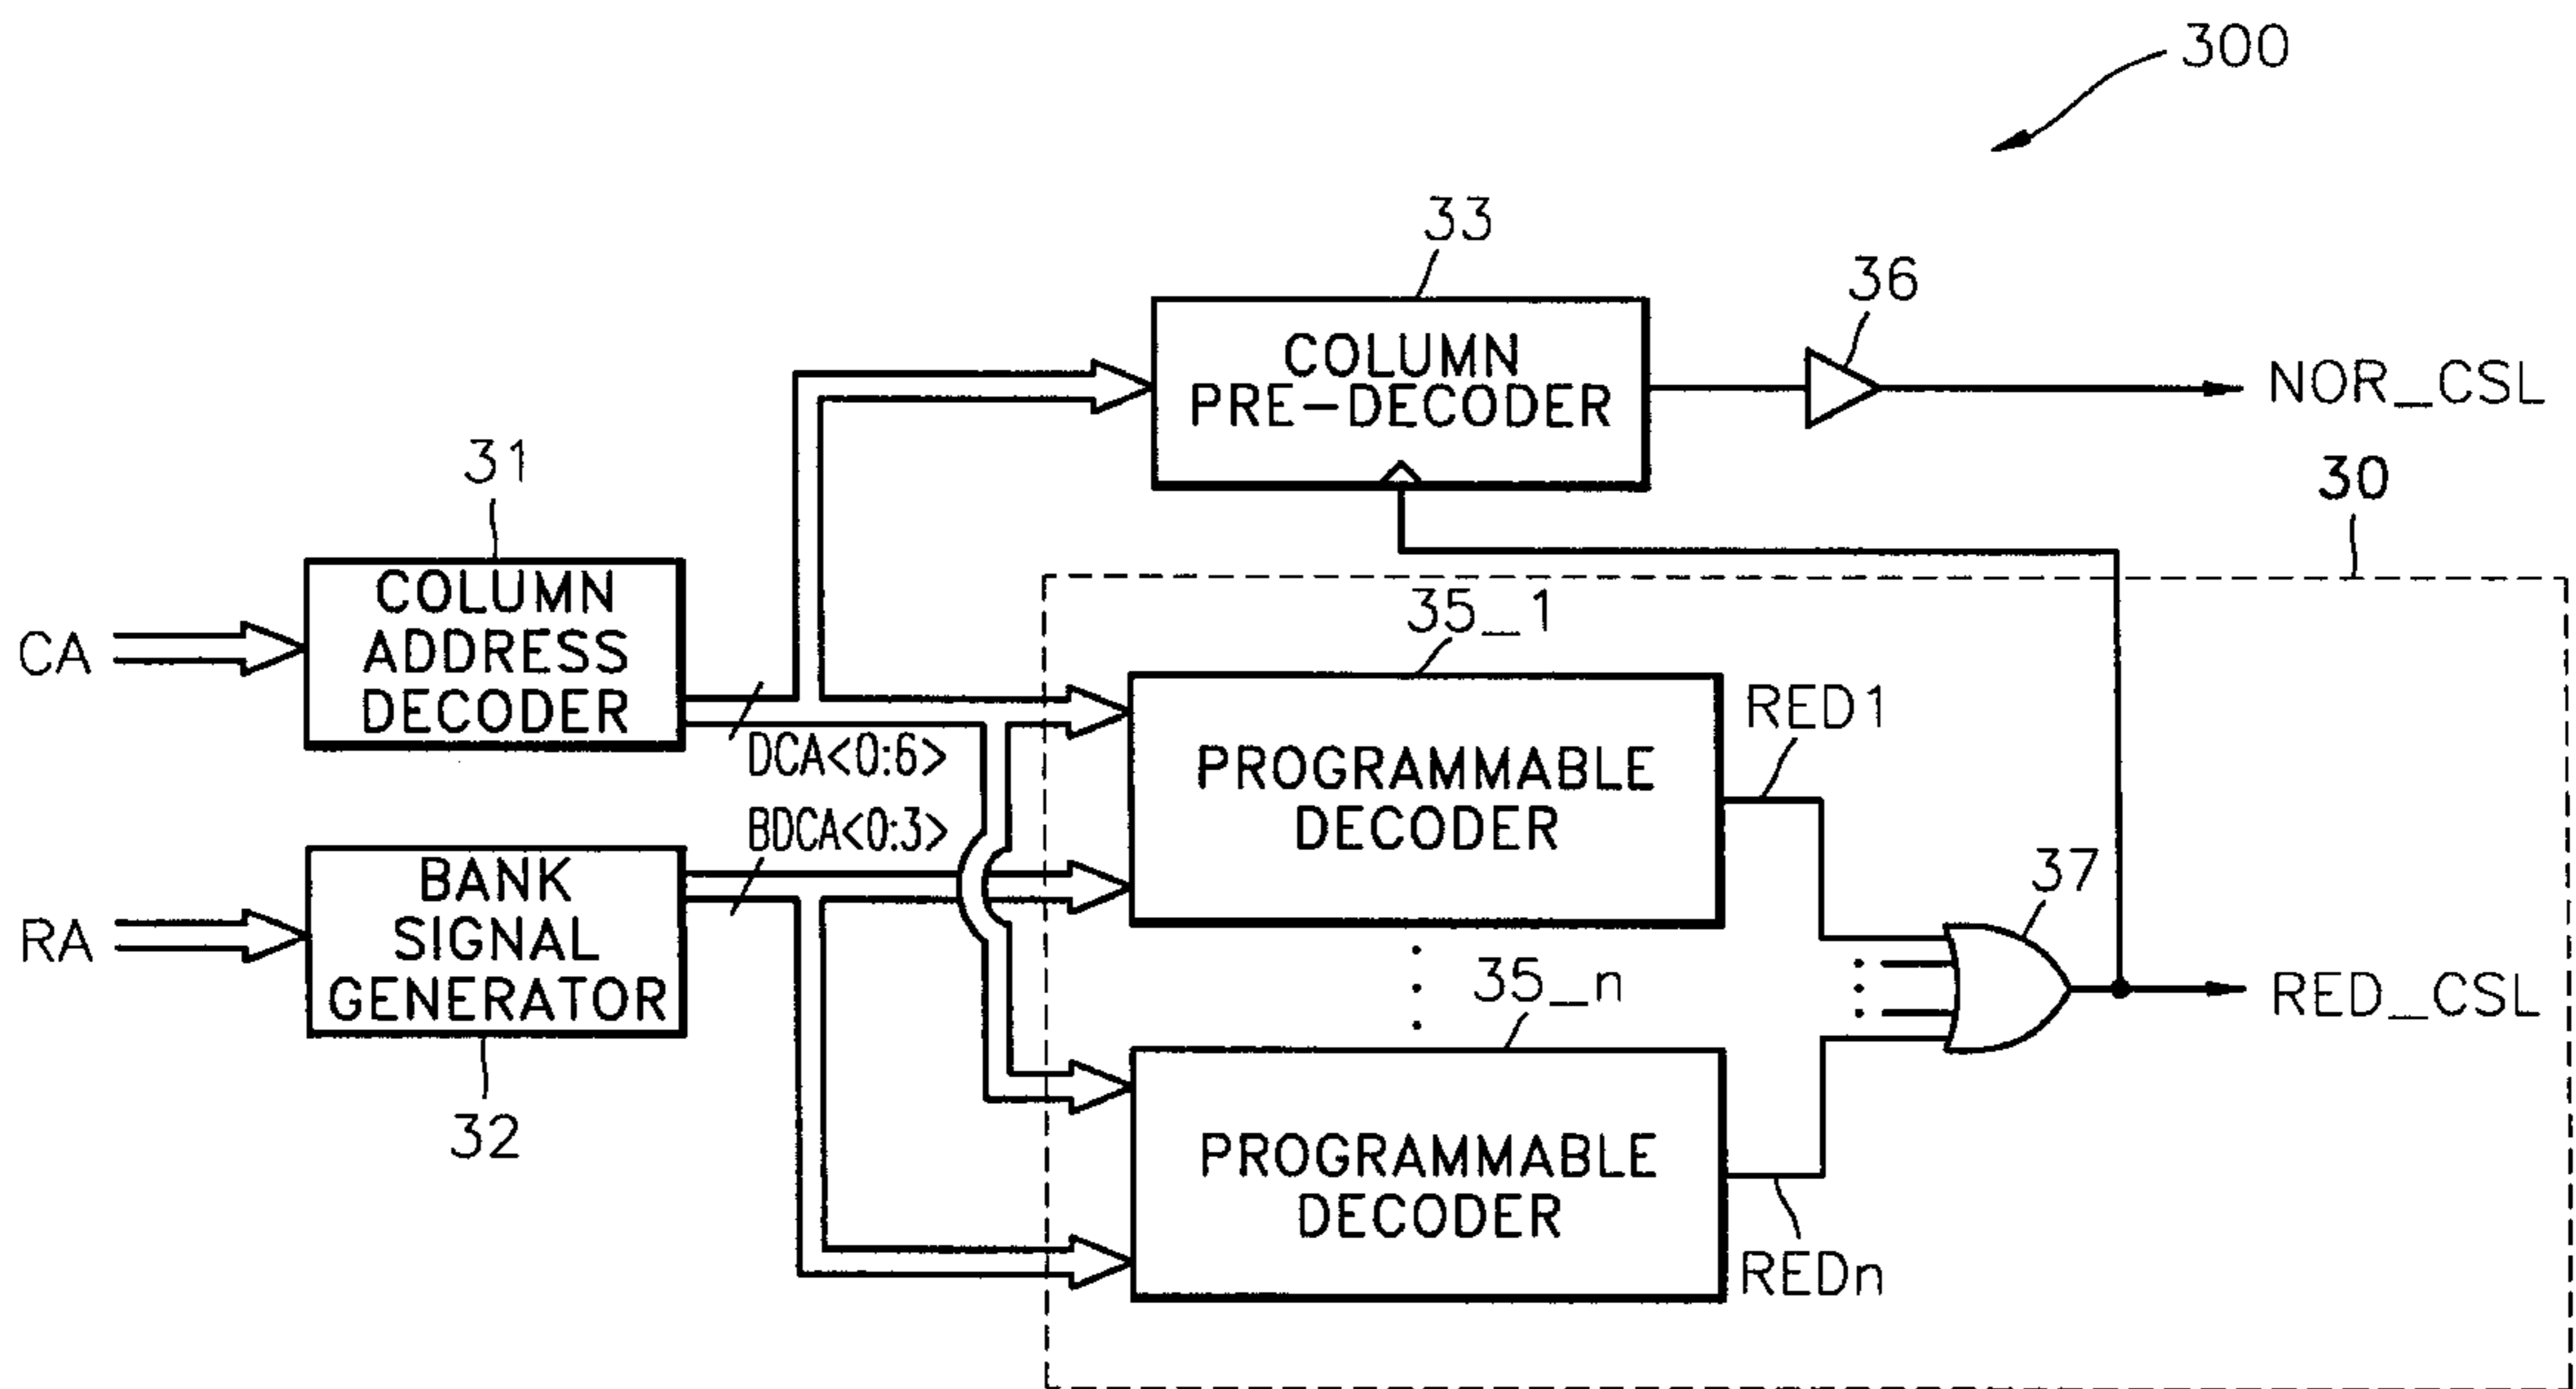 300
33
36
COLUMN
PRE-DECODER
NOR_CSL
30
31
COLUMN
ADDRESS
DECODER
CA
35_1
RED1
DCA<0:6>
PROGRAMMABLE
DECODER
BDCA<0:3>
BANK
SIGNAL
GENERATOR
RA
37
35_n
RED_CSL
32
PROGRAMMABLE
DECODER
REDn